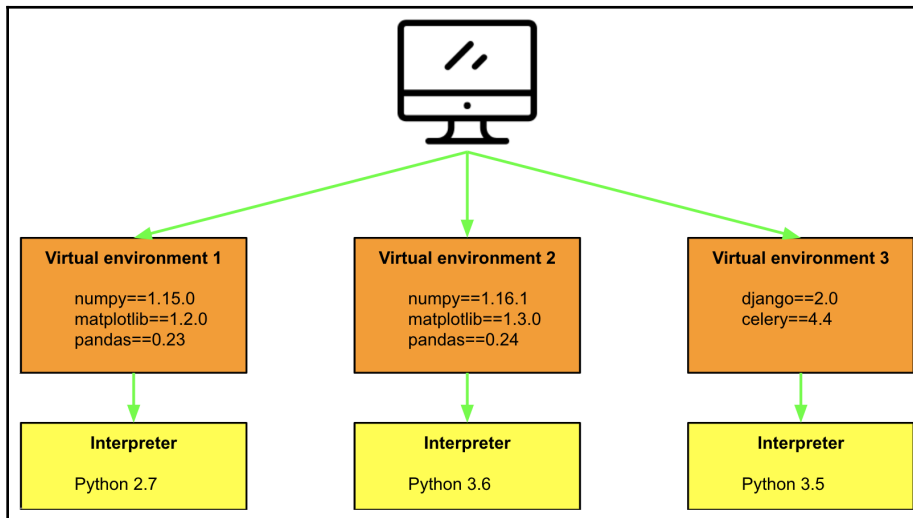 Virtual environment 1
numpy==1.15.0
matplotlib==1.2.0
pandas==0.23
Virtual environment 2
numpy==1.16.1
matplotlib==1.3.0
pandas==0.24
Virtual environment 3
django==2.0
celery==4.4
Interpreter
Python 2.7
Interpreter
Python 3.6
Interpreter
Python 3.5